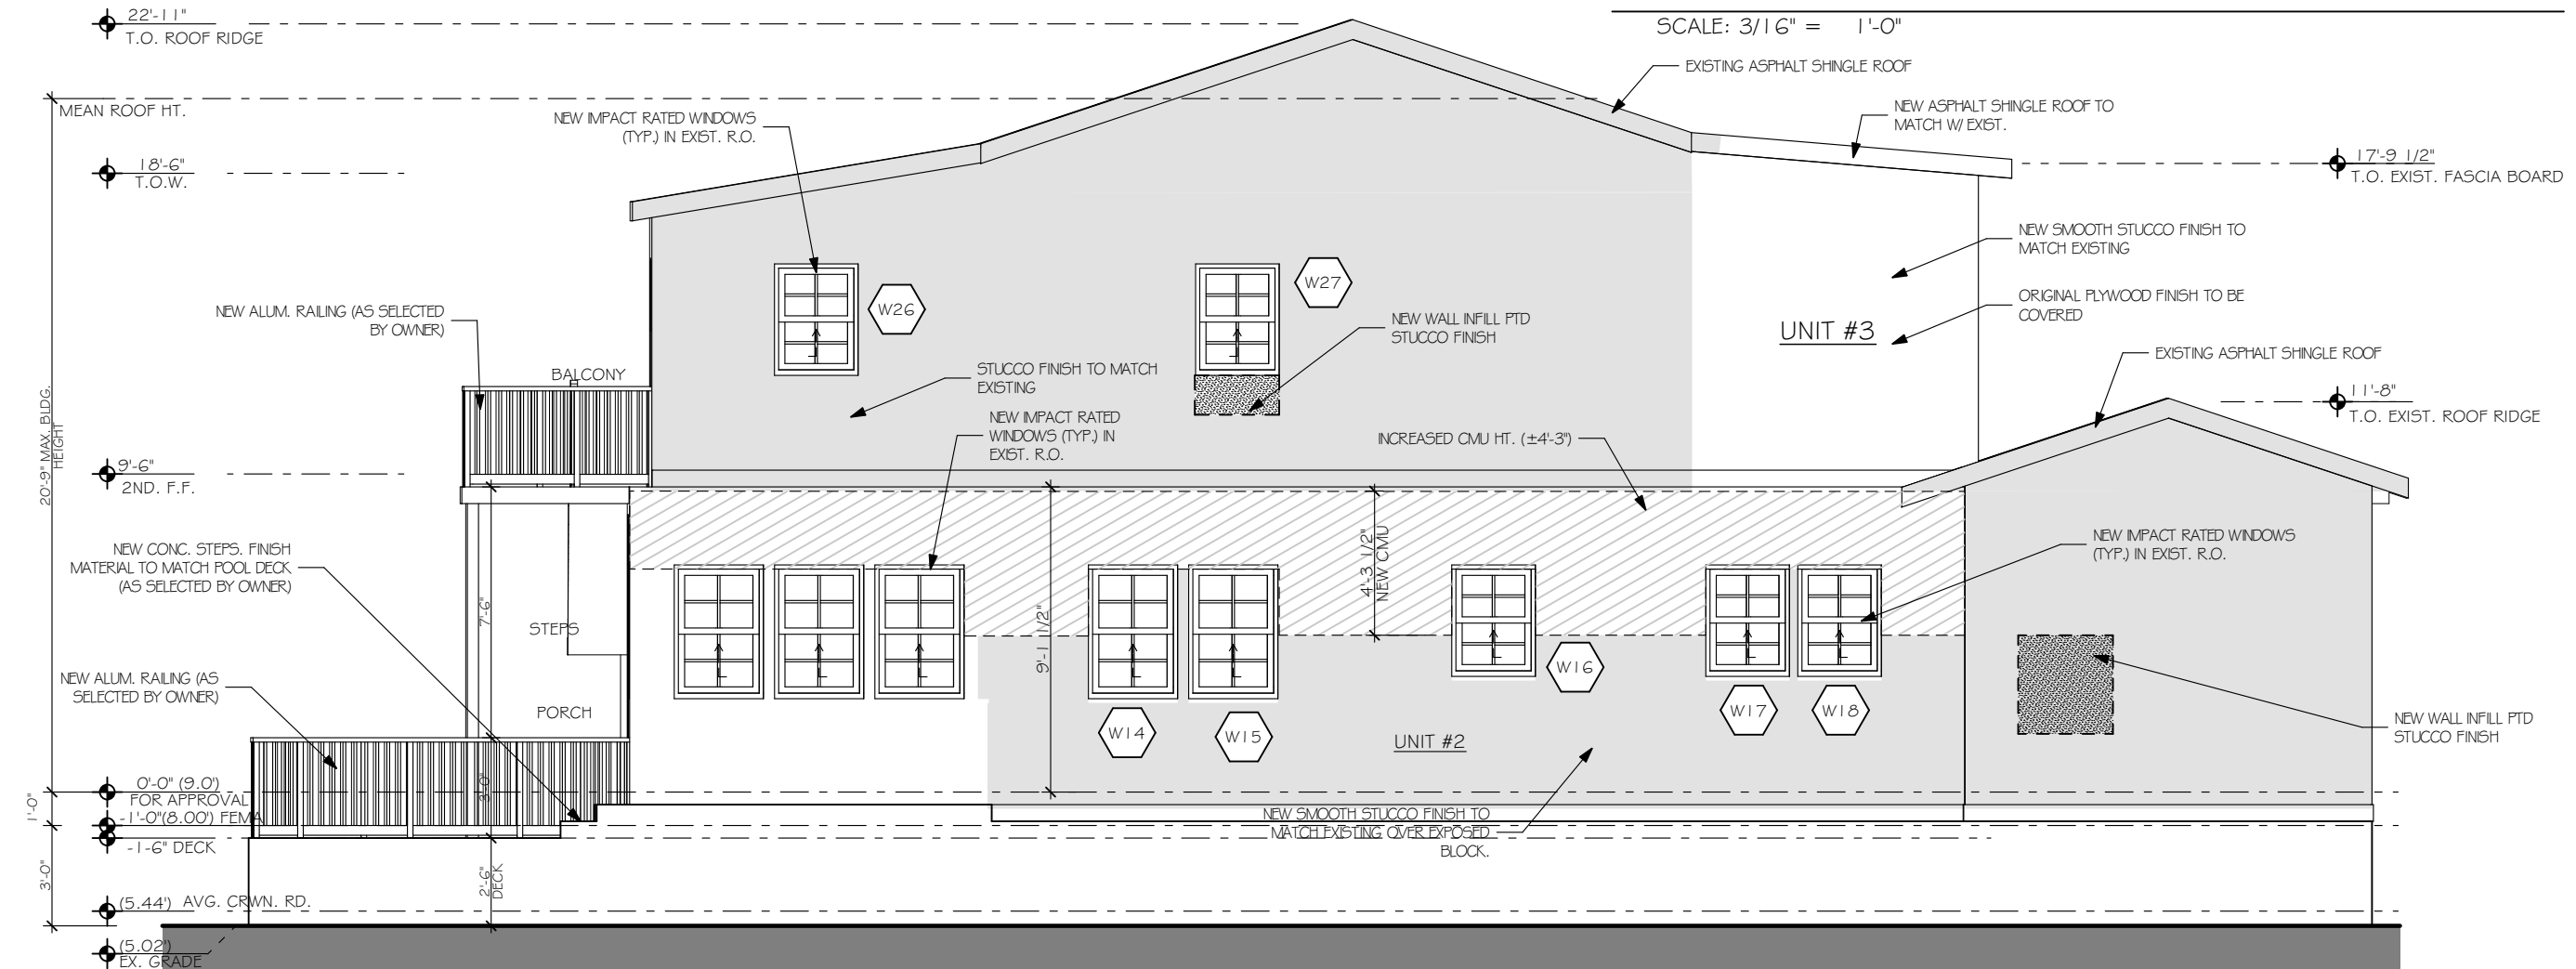 22'-11"
T.O. ROOF RIDGE
SCALE: 3/16" = 1'-0"
EXISTING ASPHALT SHINGLE ROOF
MEAN ROOF HT.
NEW IMPACT RATED WINDOWS
(TYP.) IN EXIST. R.O.
NEW ASPHALT SHINGLE ROOF TO
MATCH W/ EXIST.
18'-6"
T.O.W.
17'-9 1/2"
T.O. EXIST. FASCIA BOARD
NEW SMOOTH STUCCO FINISH TO
MATCH EXISTING
W26
W27
NEW ALUM. RAILING (AS SELECTED
BY OWNER)
ORIGINAL PLYWOOD FINISH TO BE
COVERED
NEW WALL INFILL PTD
STUCCO FINISH
UNIT #3
EXISTING ASPHALT SHINGLE ROOF
BALCONY
STUCCO FINISH TO MATCH
EXISTING
11'-8"
T.O. EXIST. ROOF RIDGE
20'-9" MAX. BLDG.
HEIGHT
NEW IMPACT RATED
WINDOWS (TYP.) IN
EXIST. R.O.
INCREASED CMU HT. (±4'-3")
9'-6"
2ND. F.F.
NEW CONC. STEPS. FINISH
MATERIAL TO MATCH POOL DECK
(AS SELECTED BY OWNER)
4'-3 1/2"
NEW CMU
NEW IMPACT RATED WINDOWS
(TYP.) IN EXIST. R.O.
7'-6"
STEPS
9'-1 1/2"
W16
NEW ALUM. RAILING (AS
SELECTED BY OWNER)
PORCH
W14
W15
W17
W18
UNIT #2
NEW WALL INFILL PTD
STUCCO FINISH
0'-0" (9.0')
FOR APPROVAL
-1'-0"(8.00') FEMA
1'-0"
3'-0"
-1-6" DECK
NEW SMOOTH STUCCO FINISH TO
MATCH EXISTING OVER EXPOSED
BLOCK.
3'-0"
2'-6"
DECK
(5.44') AVG. CRWN. RD.
(5.02')
EX. GRADE